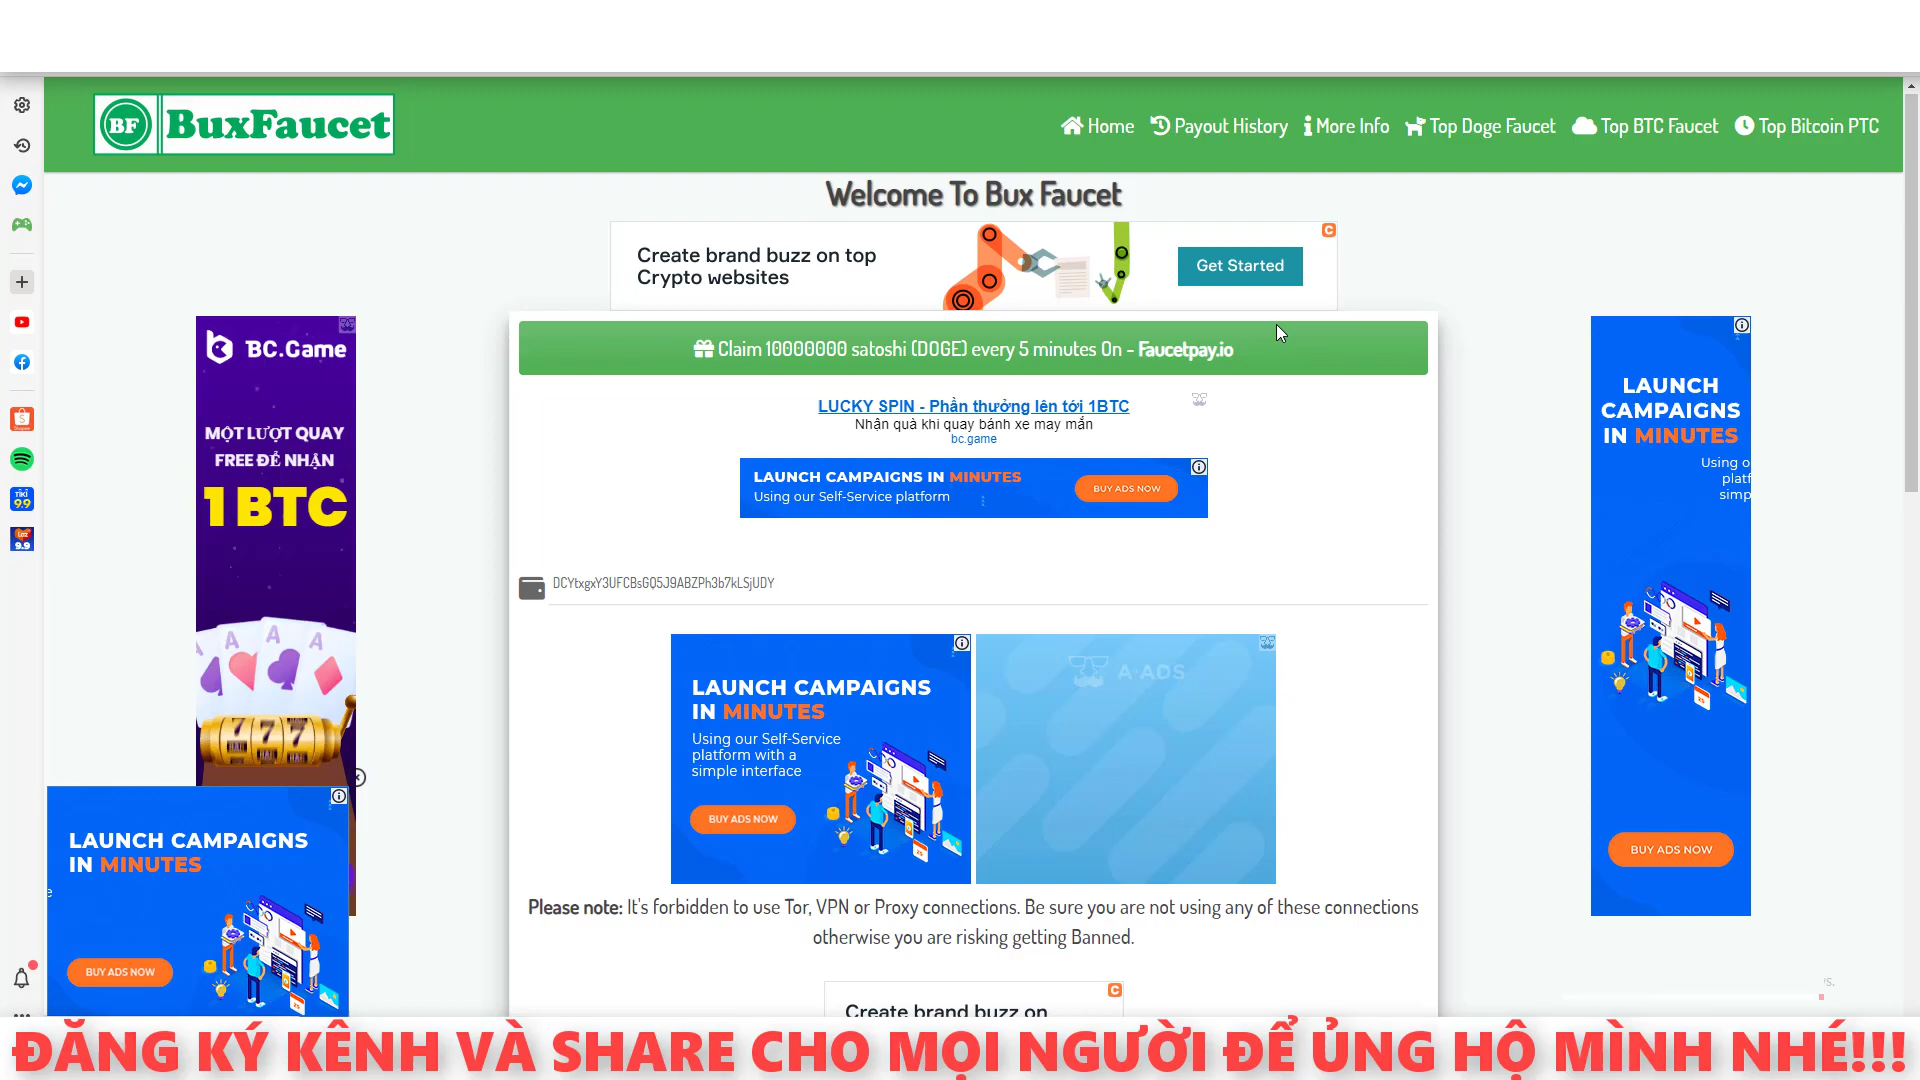 BF BuxFaucet
Home Payout History More Info Top Doge Faucet Top BTC Faucet Top Bitcoin PTC
Welcome To Bux Faucet
Create brand buzz on top
Crypto websites
Get Started
Claim 10000000 satoshi (DOGE) every 5 minutes On - Faucetpay.io
LUCKY SPIN - Phần thưởng lên tới 1BTC
Nhận quà khi quay bánh xe may mắn
bc.game
LAUNCH CAMPAIGNS IN MINUTES
Using our Self-Service platform
BUY ADS NOW
BC.Game
MỘT LƯỢT QUAY
FREE ĐỂ NHẬN
1 BTC
A A A A
7 7 7
LAUNCH
CAMPAIGNS
IN MINUTES
Using o
platf
simp
BUY ADS NOW
DCYtxgxY3UFCBsGQ5J9ABZPh3b7kLSjUDY
LAUNCH CAMPAIGNS
IN MINUTES
Using our Self-Service
platform with a
simple interface
BUY ADS NOW
A-ADS
LAUNCH CAMPAIGNS
IN MINUTES
BUY ADS NOW
Please note: It's forbidden to use Tor, VPN or Proxy connections. Be sure you are not using any of these connections
otherwise you are risking getting Banned.
Create brand buzz on
ĐĂNG KÝ KÊNH VÀ SHARE CHO MỌI NGƯỜI ĐỂ ỦNG HỘ MÌNH NHÉ!!!